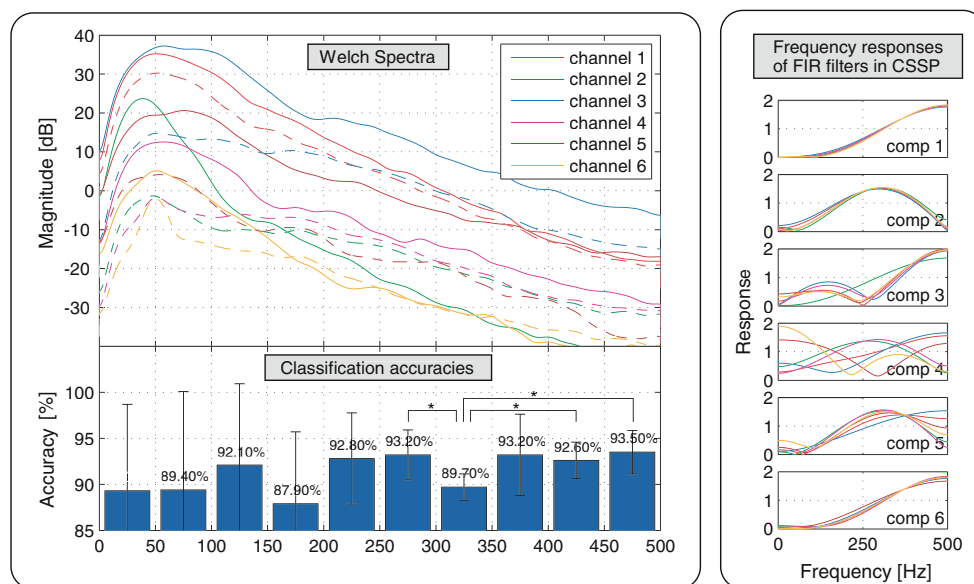 Welch Spectra
channel 1
channel 2
channel 3
channel 4
channel 5
channel 6
Magnitude [dB]
40
30
20
10
0
-10
-20
-30
Classification accuracies
Accuracy [%]
100
95
90
85
89.40%
92.10%
87.90%
92.80%
93.20%
89.70%
93.20%
92.60%
93.50%
*
*
*
0 50 100 150 200 250 300 350 400 450 500
Frequency responses
of FIR filters in CSSP
Response
2
1
0
comp 1
2
1
0
comp 2
2
1
0
comp 3
2
1
0
comp 4
2
1
0
comp 5
2
1
0
comp 6
0 250 500
Frequency [Hz]